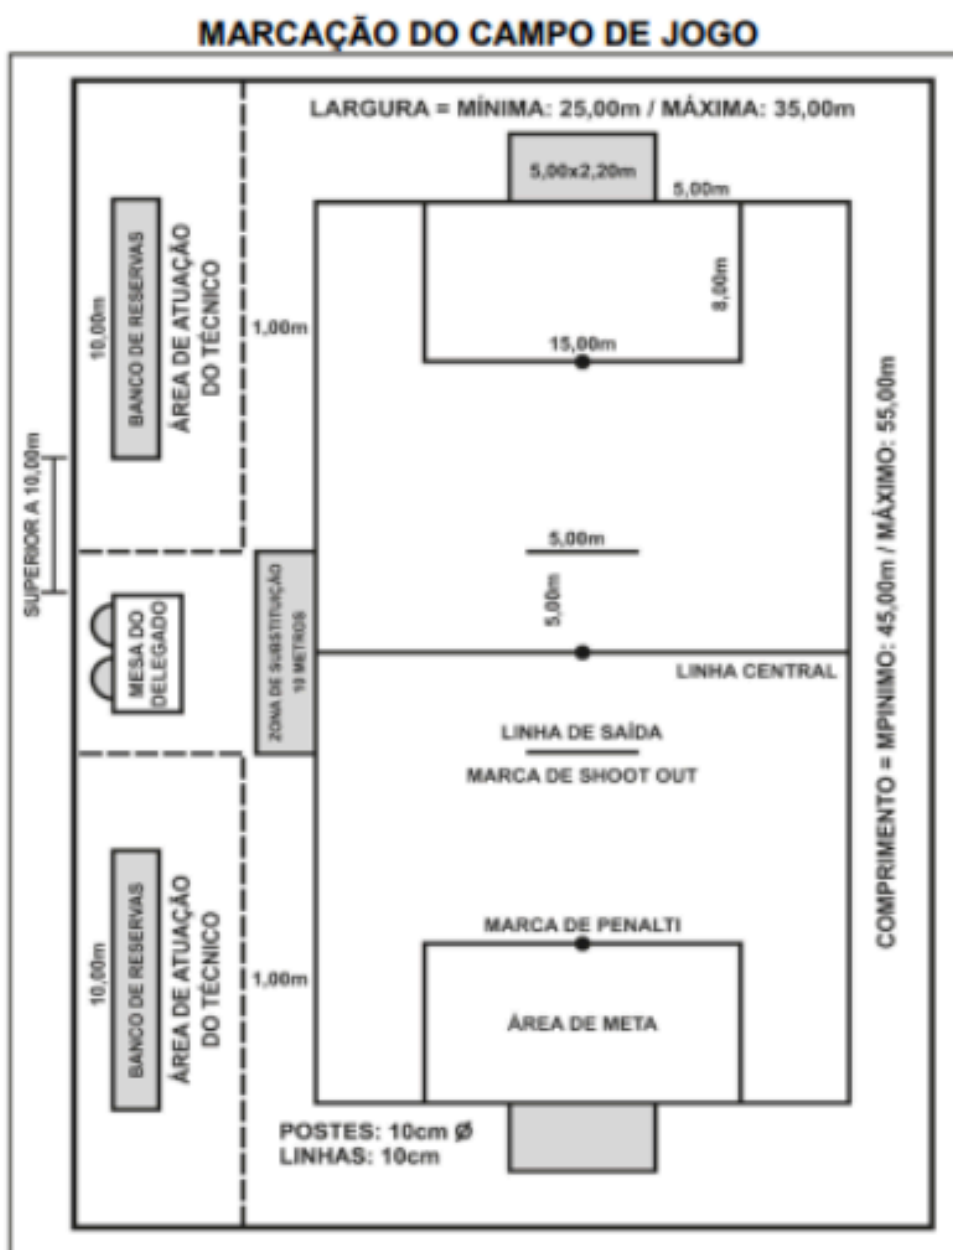 MARCAÇÃO DO CAMPO DE JOGO
LARGURA = MÍNIMA: 25,00m / MÁXIMA: 35,00m
5,00x2,20m
5,00m
8,00m
15,00m
10,00m
BANCO DE RESERVAS
ÁREA DE ATUAÇÃO
DO TÉCNICO
1,00m
SUPERIOR A 10,00m
COMPRIMENTO = MPINIMO: 45,00m / MÁXIMO: 55,00m
5,00m
5,00m
MESA DO
DELEGADO
ZONA DE SUBSTITUIÇÃO
10 METROS
LINHA CENTRAL
LINHA DE SAÍDA
MARCA DE SHOOT OUT
10,00m
BANCO DE RESERVAS
ÁREA DE ATUAÇÃO
DO TÉCNICO
1,00m
MARCA DE PENALTI
ÁREA DE META
POSTES: 10cm Ø
LINHAS: 10cm